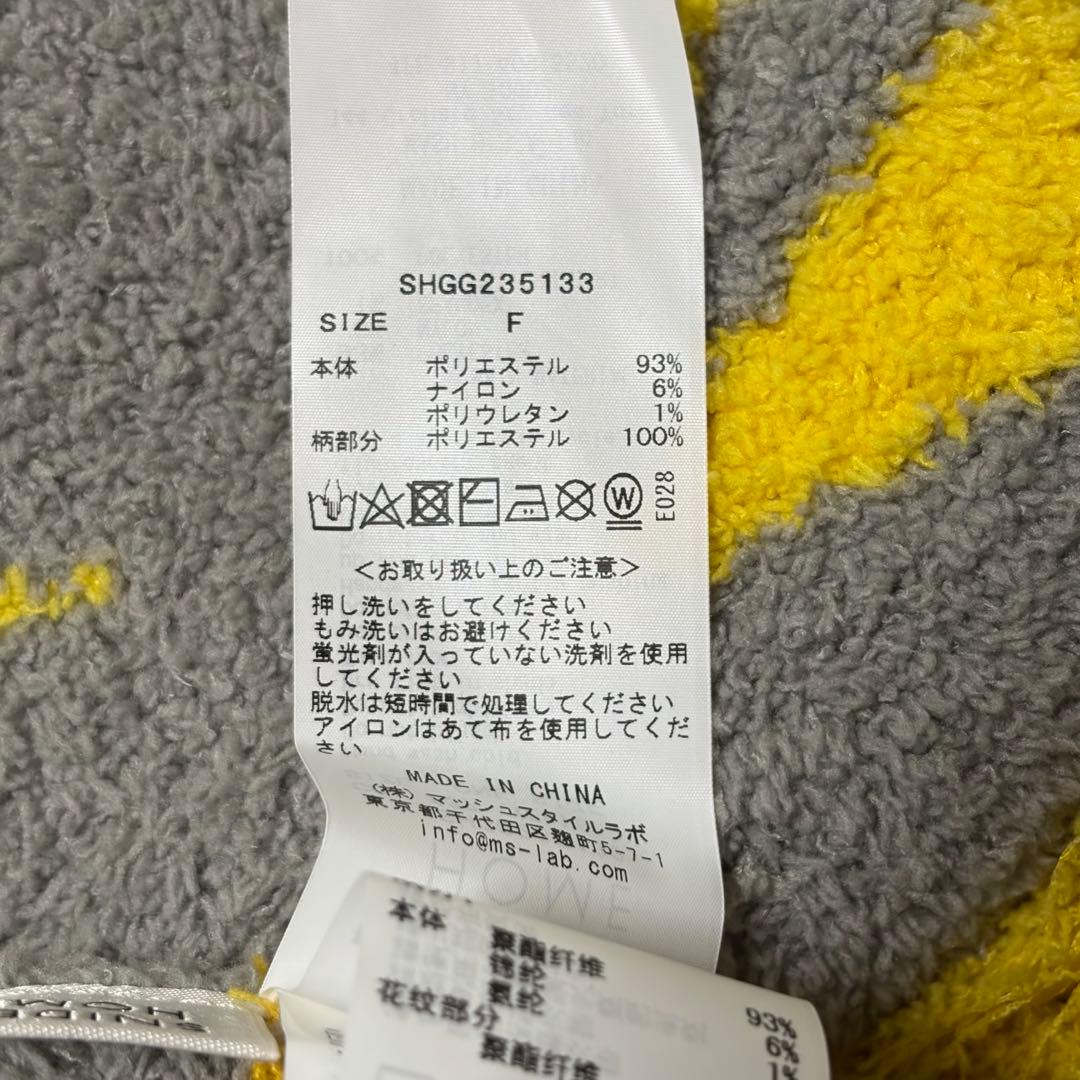 SHGG235133
SIZE F
本体 ポリエステル 93%
ナイロン 6%
ポリウレタン 1%
柄部分 ポリエステル 100%
W E028
<お取り扱い上のご注意>
押し洗いをしてください
もみ洗いはお避けください
蛍光剤が入っていない洗剤を使用
してください
脱水は短時間で処理してください
アイロンはあて布を使用してくだ
さい
MADE IN CHINA
(株)マッシュスタイルラボ
東京都千代田区麹町5-7-1
info@ms-lab.com
HOME
本体 聚酯纤维 93%
锦纶 6%
氨纶 1%
花纹部分
聚酯纤维